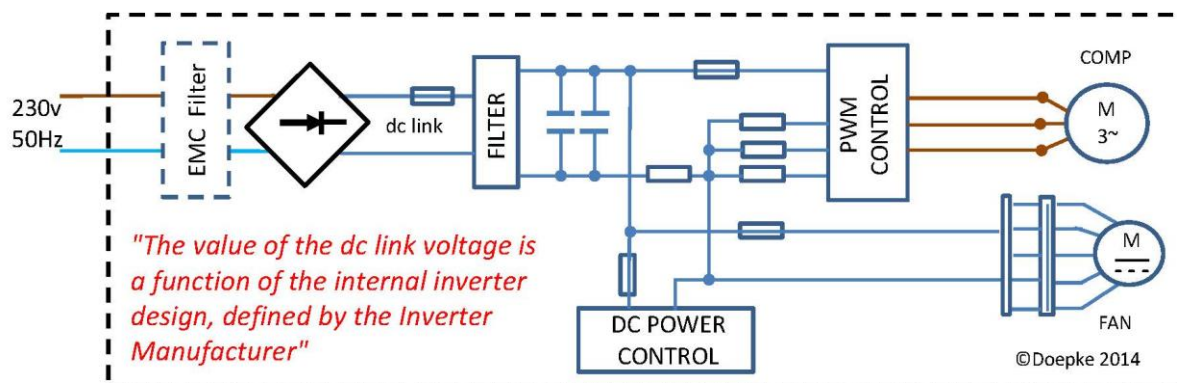 230v
50Hz
EMC Filter
dc link
FILTER
PWM
CONTROL
COMP
M
3~
"The value of the dc link voltage is
a function of the internal inverter
design, defined by the Inverter
Manufacturer"
DC POWER
CONTROL
M
FAN
©Doepke 2014